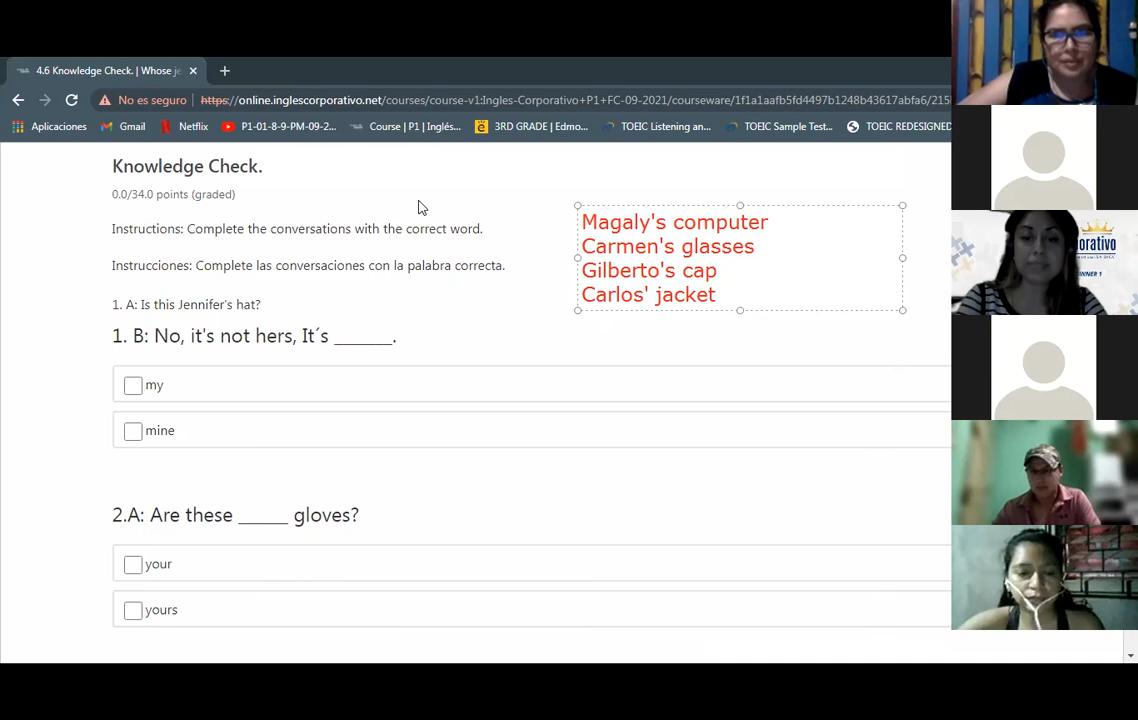 4.6 Knowledge Check. | Whose je
No es seguro https://online.inglescorporativo.net/courses/course-v1:Ingles-Corporativo+P1+FC-09-2021/courseware/1f1a1aafb5fd4497b1248b43617abfa6/215
Aplicaciones Gmail Netflix P1-01-8-9-PM-09-2... Course | P1 | Inglés... 3RD GRADE | Edmo... TOEIC Listening an... TOEIC Sample Test... TOEIC REDESIGNED
Knowledge Check.
0.0/34.0 points (graded)
Instructions: Complete the conversations with the correct word.
Instrucciones: Complete las conversaciones con la palabra correcta.
Magaly's computer
Carmen's glasses
Gilberto's cap
Carlos' jacket
1. A: Is this Jennifer's hat?
1. B: No, it's not hers, It´s ______.
my
mine
2.A: Are these _____ gloves?
your
yours
orativo